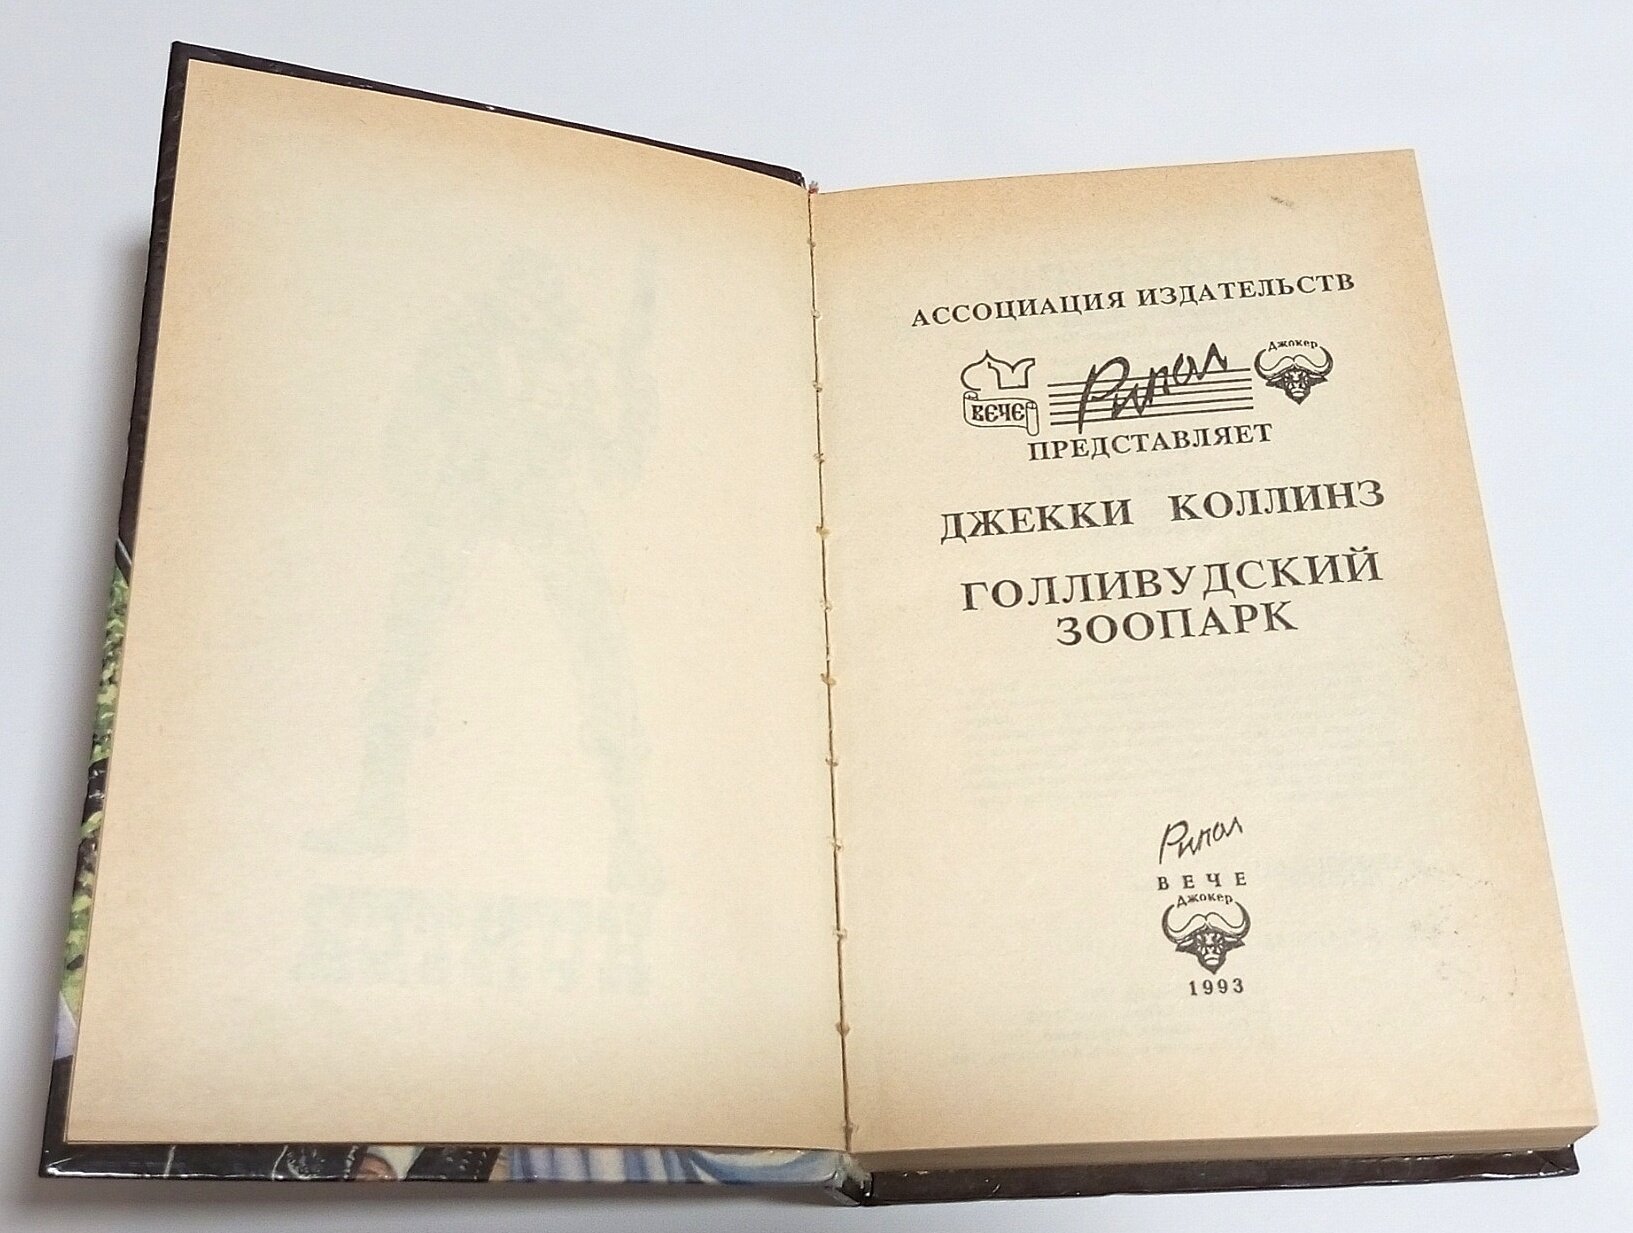 АССОЦИАЦИЯ ИЗДАТЕЛЬСТВ
ВЕЧЕ Рипол Джокер
ПРЕДСТАВЛЯЕТ
ДЖЕККИ КОЛЛИНЗ
ГОЛЛИВУДСКИЙ
ЗООПАРК
Рипол
ВЕЧЕ
Джокер
1993